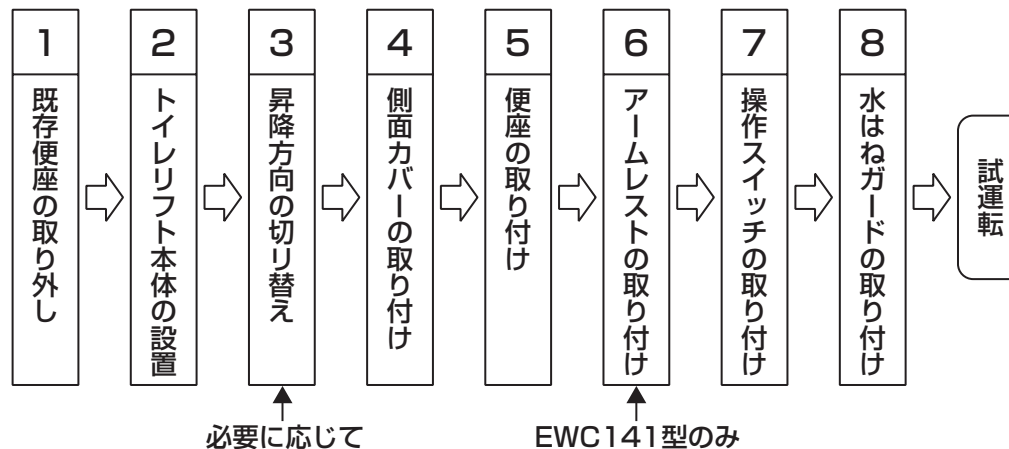 1
既存便座の取り外し
2
トイレリフト本体の設置
3
昇降方向の切り替え
4
側面カバーの取り付け
5
便座の取り付け
6
アームレストの取り付け
7
操作スイッチの取り付け
8
水はねガードの取り付け
試運転
必要に応じて
EWC141型のみ